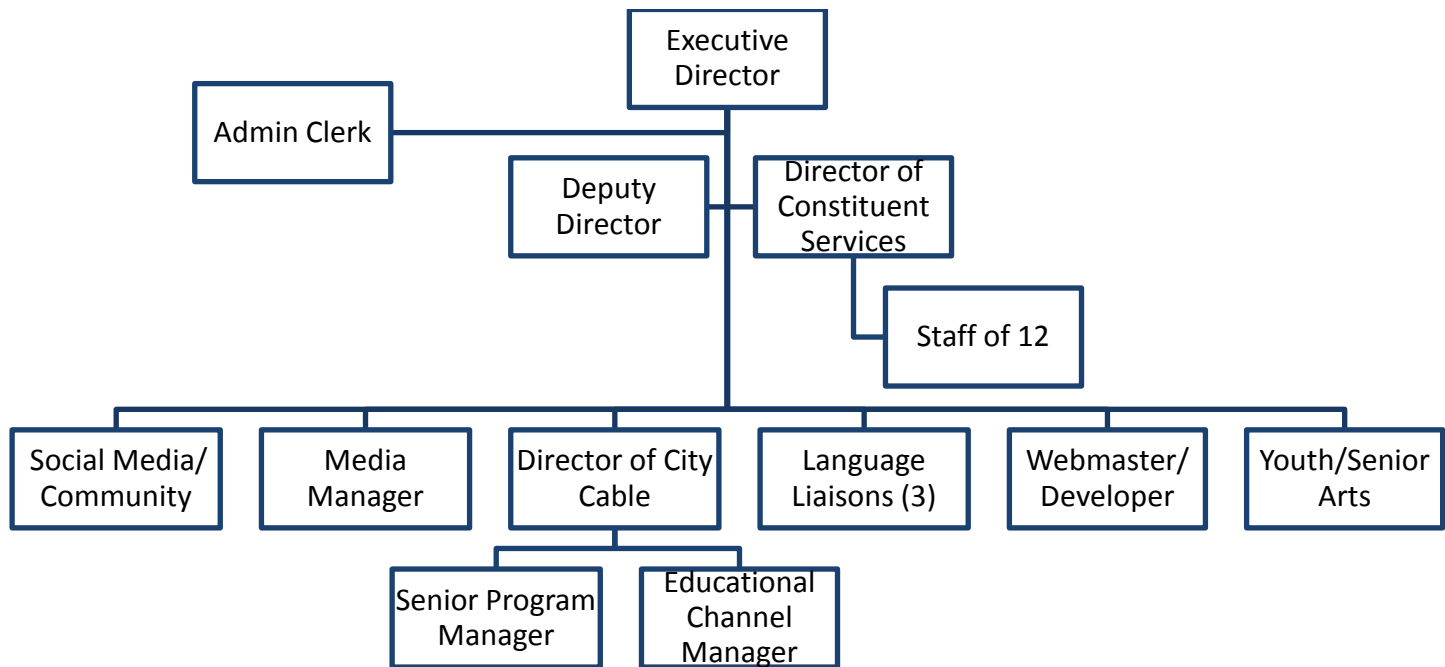 Executive
Director
Admin Clerk
Deputy
Director
Director of
Constituent
Services
Staff of 12
Social Media/
Community
Media
Manager
Director of City
Cable
Language
Liaisons (3)
Webmaster/
Developer
Youth/Senior
Arts
Senior Program
Manager
Educational
Channel
Manager